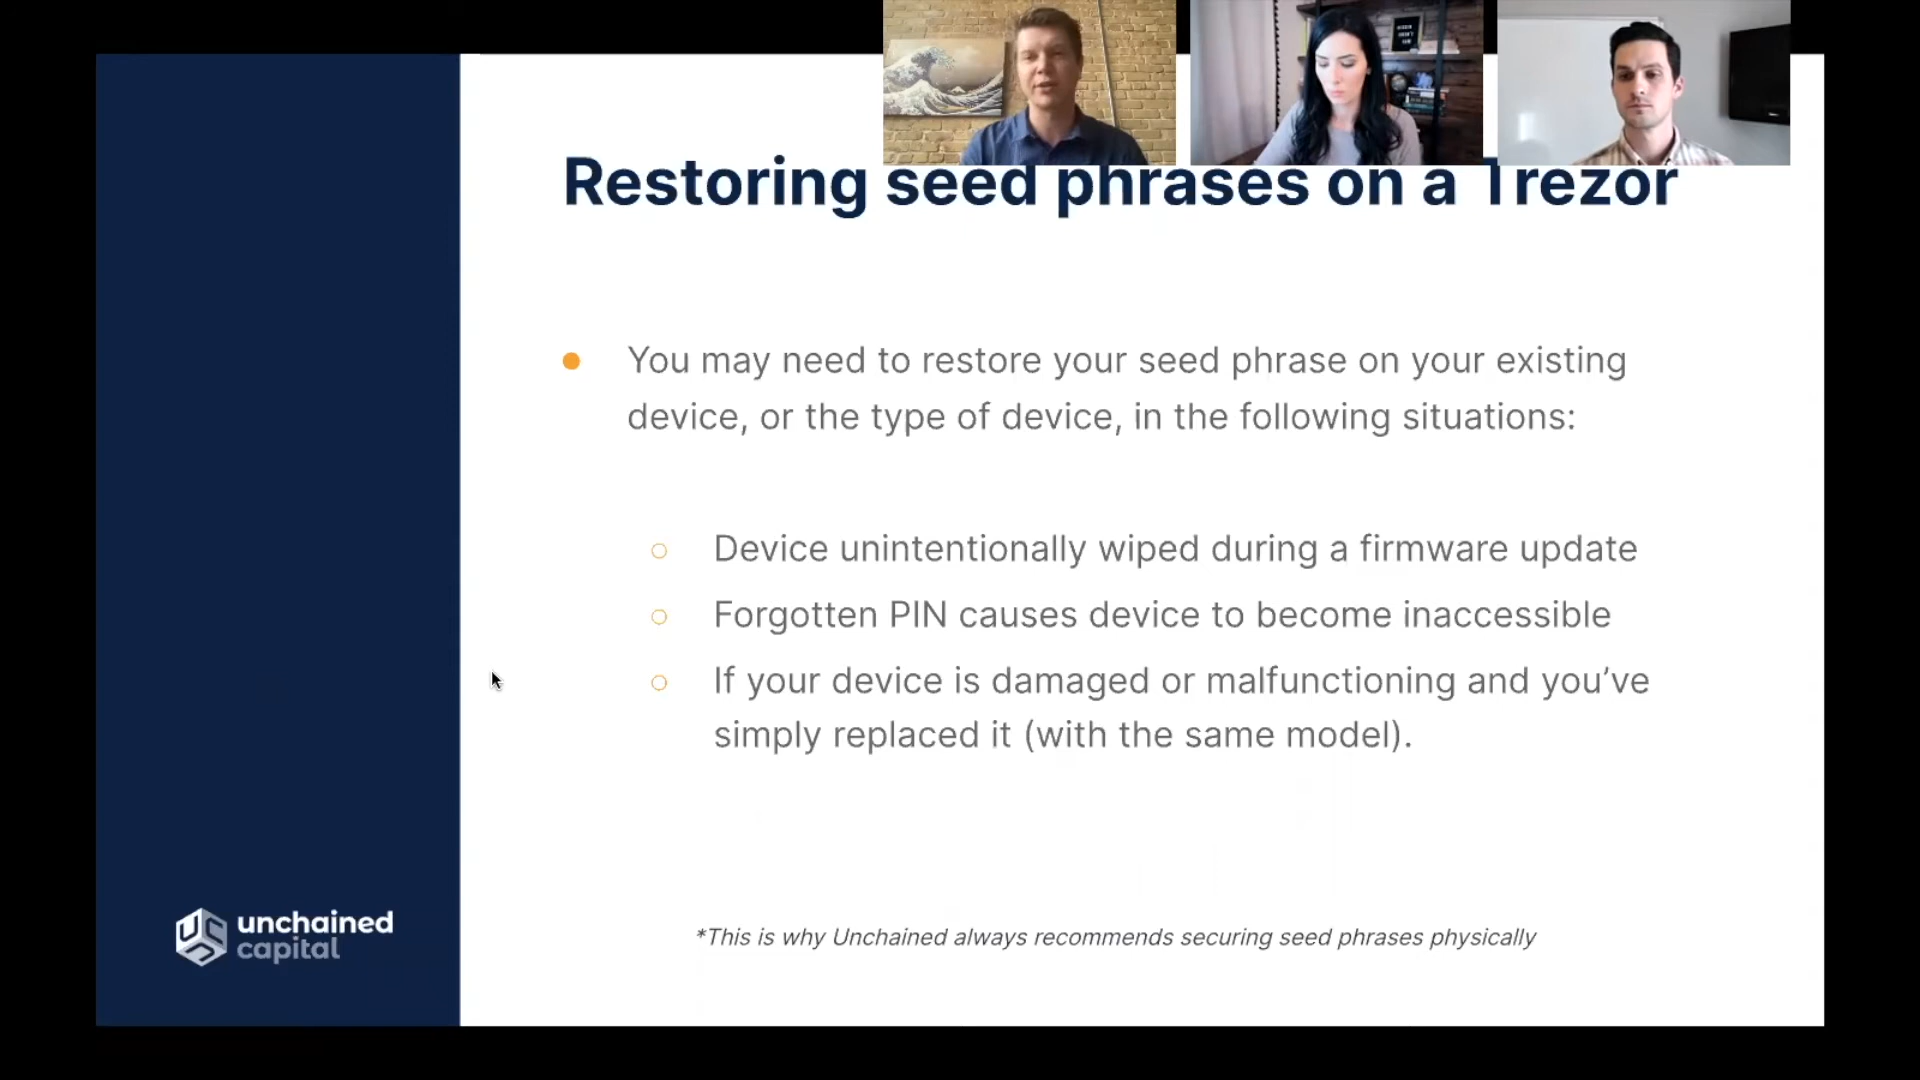 Restoring seed phrases on a Trezor
You may need to restore your seed phrase on your existing
device, or the type of device, in the following situations:
Device unintentionally wiped during a firmware update
Forgotten PIN causes device to become inaccessible
If your device is damaged or malfunctioning and you’ve
simply replaced it (with the same model).
unchained
capital
*This is why Unchained always recommends securing seed phrases physically